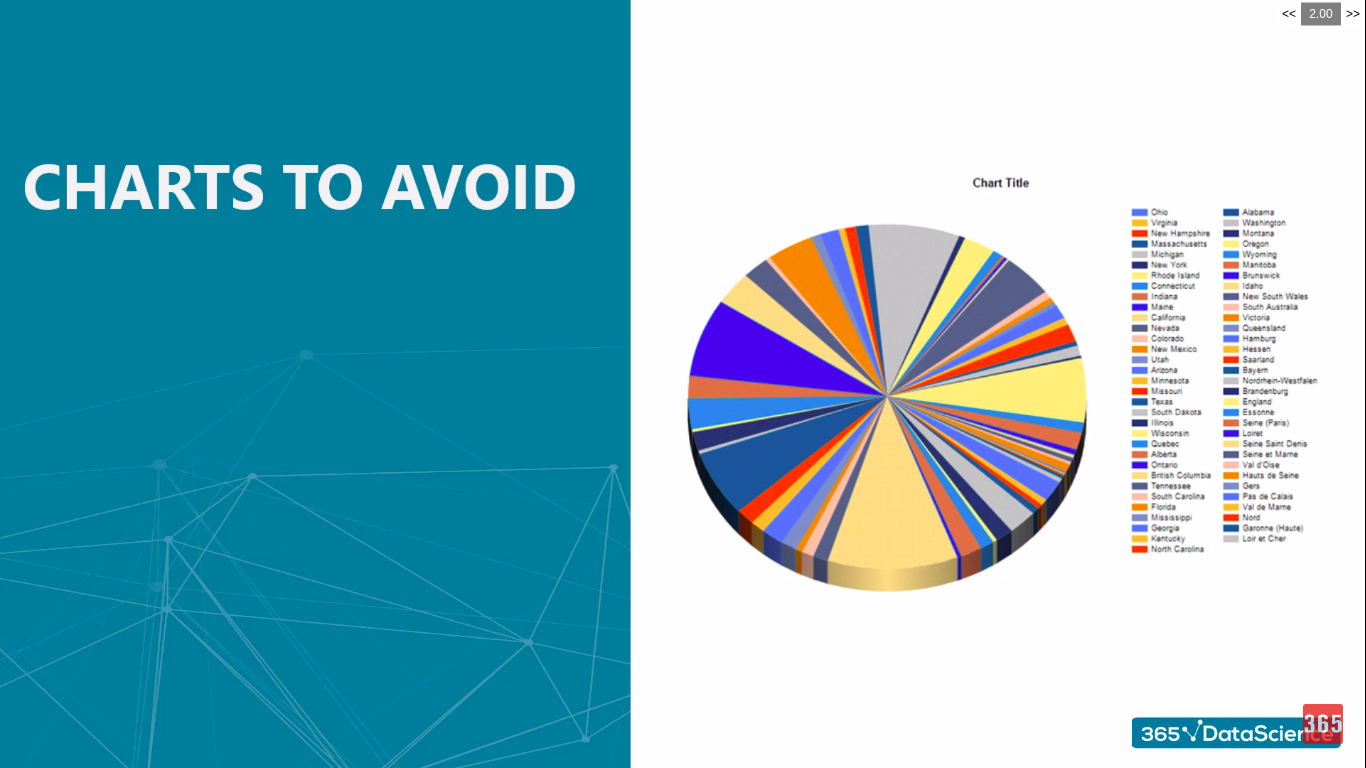 << 2.00 >>
CHARTS TO AVOID
Chart Title
Ohio
Virginia
New Hampshire
Massachusetts
Michigan
New York
Rhode Island
Connecticut
Indiana
Maine
California
Nevada
Colorado
New Mexico
Utah
Arizona
Minnesota
Missouri
Texas
South Dakota
Illinois
Wisconsin
Quebec
Alberta
Ontario
British Columbia
Tennessee
South Carolina
Florida
Mississippi
Georgia
Kentucky
North Carolina
Alabama
Washington
Montana
Oregon
Wyoming
Manitoba
Brunswick
Idaho
New South Wales
South Australia
Victoria
Queensland
Hamburg
Hessen
Saarland
Bayern
Nordrhein-Westfalen
Brandenburg
England
Essonne
Seine (Paris)
Loiret
Seine Saint Denis
Seine et Marne
Val d'Oise
Hauts de Seine
Gers
Pas de Calais
Val de Marne
Nord
Garonne (Haute)
Loir et Cher
365 DataScience
365